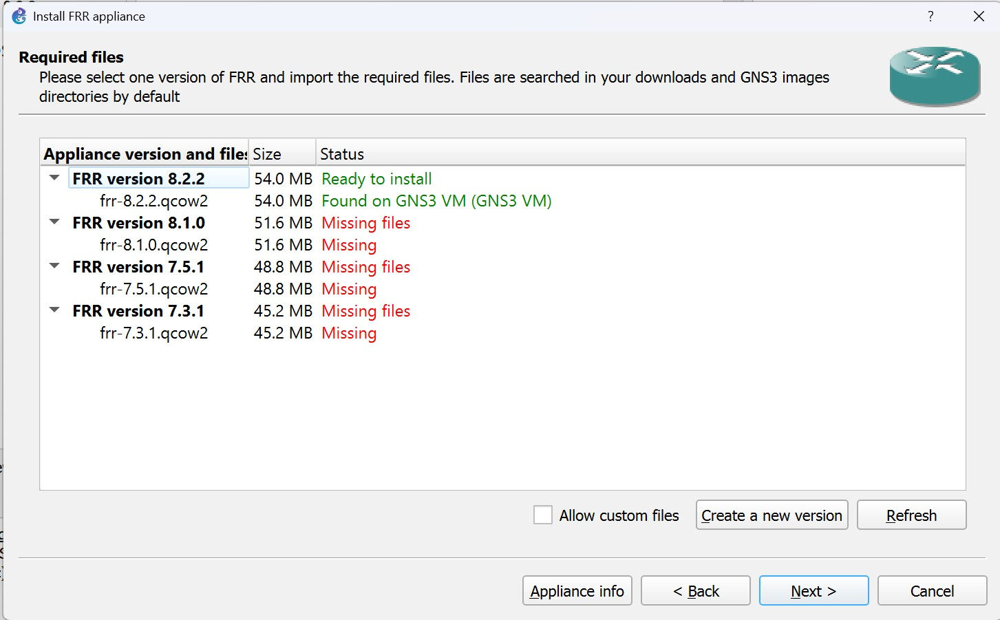 Install FRR appliance
?
Required files
Please select one version of FRR and import the required files. Files are searched in your downloads and GNS3 images
directories by default
Appliance version and files Size Status
FRR version 8.2.2 54.0 MB Ready to install
frr-8.2.2.qcow2 54.0 MB Found on GNS3 VM (GNS3 VM)
FRR version 8.1.0 51.6 MB Missing files
frr-8.1.0.qcow2 51.6 MB Missing
FRR version 7.5.1 48.8 MB Missing files
frr-7.5.1.qcow2 48.8 MB Missing
FRR version 7.3.1 45.2 MB Missing files
frr-7.3.1.qcow2 45.2 MB Missing
Allow custom files Create a new version Refresh
Appliance info < Back Next > Cancel